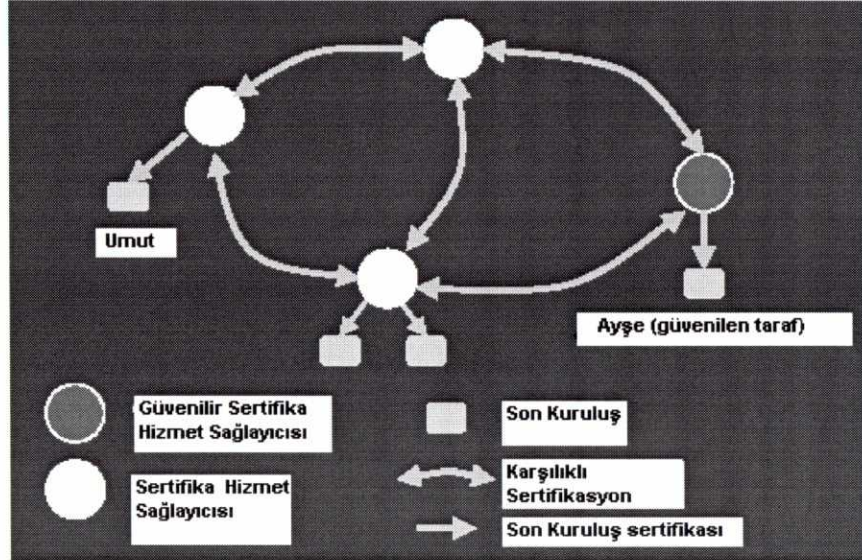 Umut
Ayşe (güvenilen taraf)
Güvenilir Sertifika
Hizmet Sağlayıcısı
Son Kuruluş
Sertifika Hizmet
Sağlayıcısı
Karşılıklı
Sertifikasyon
Son Kuruluş sertifikası